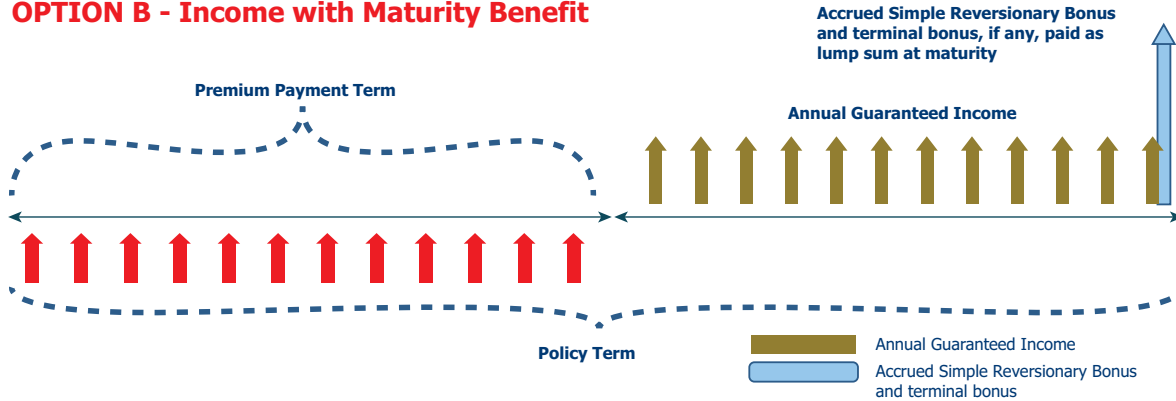 OPTION B - Income with Maturity Benefit
Accrued Simple Reversionary Bonus
and terminal bonus, if any, paid as
lump sum at maturity
Premium Payment Term
Annual Guaranteed Income
Policy Term
Annual Guaranteed Income
Accrued Simple Reversionary Bonus
and terminal bonus